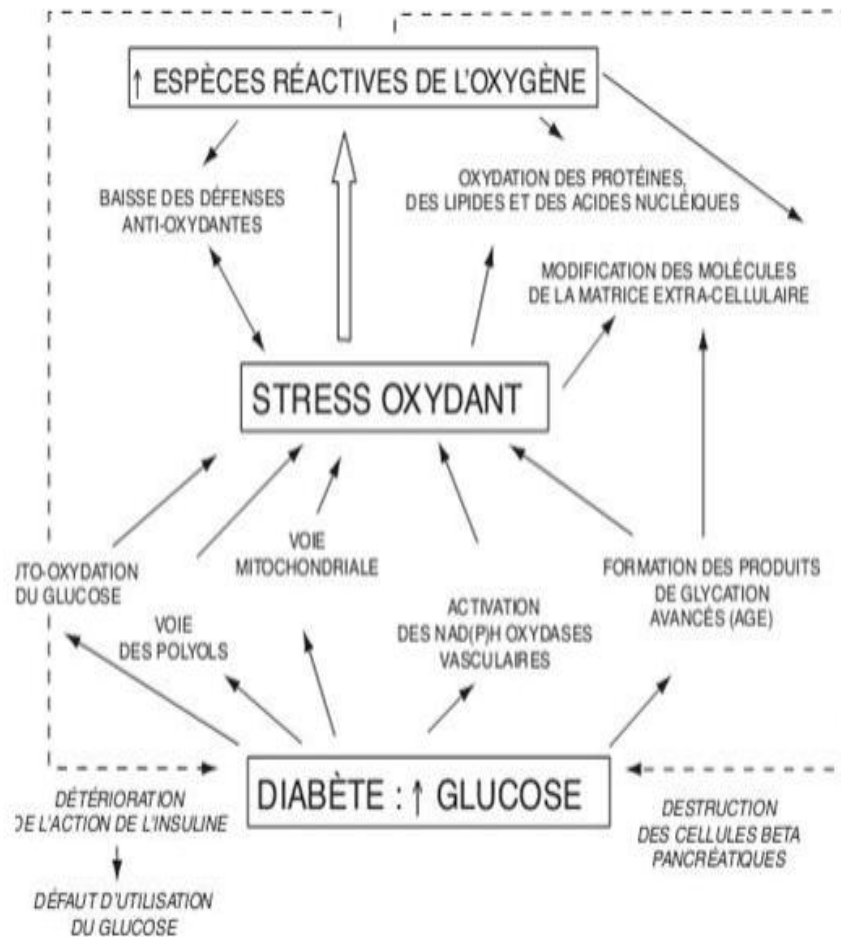 ↑ ESPÈCES RÉACTIVES DE L'OXYGÈNE
BAISSE DES DÉFENSES
ANTI-OXYDANTES
OXYDATION DES PROTÉINES,
DES LIPIDES ET DES ACIDES NUCLÉIQUES
MODIFICATION DES MOLÉCULES
DE LA MATRICE EXTRA-CELLULAIRE
STRESS OXYDANT
UTO-OXYDATION
DU GLUCOSE
VOIE
DES POLYOLS
VOIE
MITOCHONDRIALE
ACTIVATION
DES NAD(P)H OXYDASES
VASCULAIRES
FORMATION DES PRODUITS
DE GLYCATION
AVANCÉS (AGE)
DIABÈTE : ↑ GLUCOSE
DÉTÉRIORATION
DE L'ACTION DE L'INSULINE
DÉFAUT D'UTILISATION
DU GLUCOSE
DESTRUCTION
DES CELLULES BETA
PANCRÉATIQUES